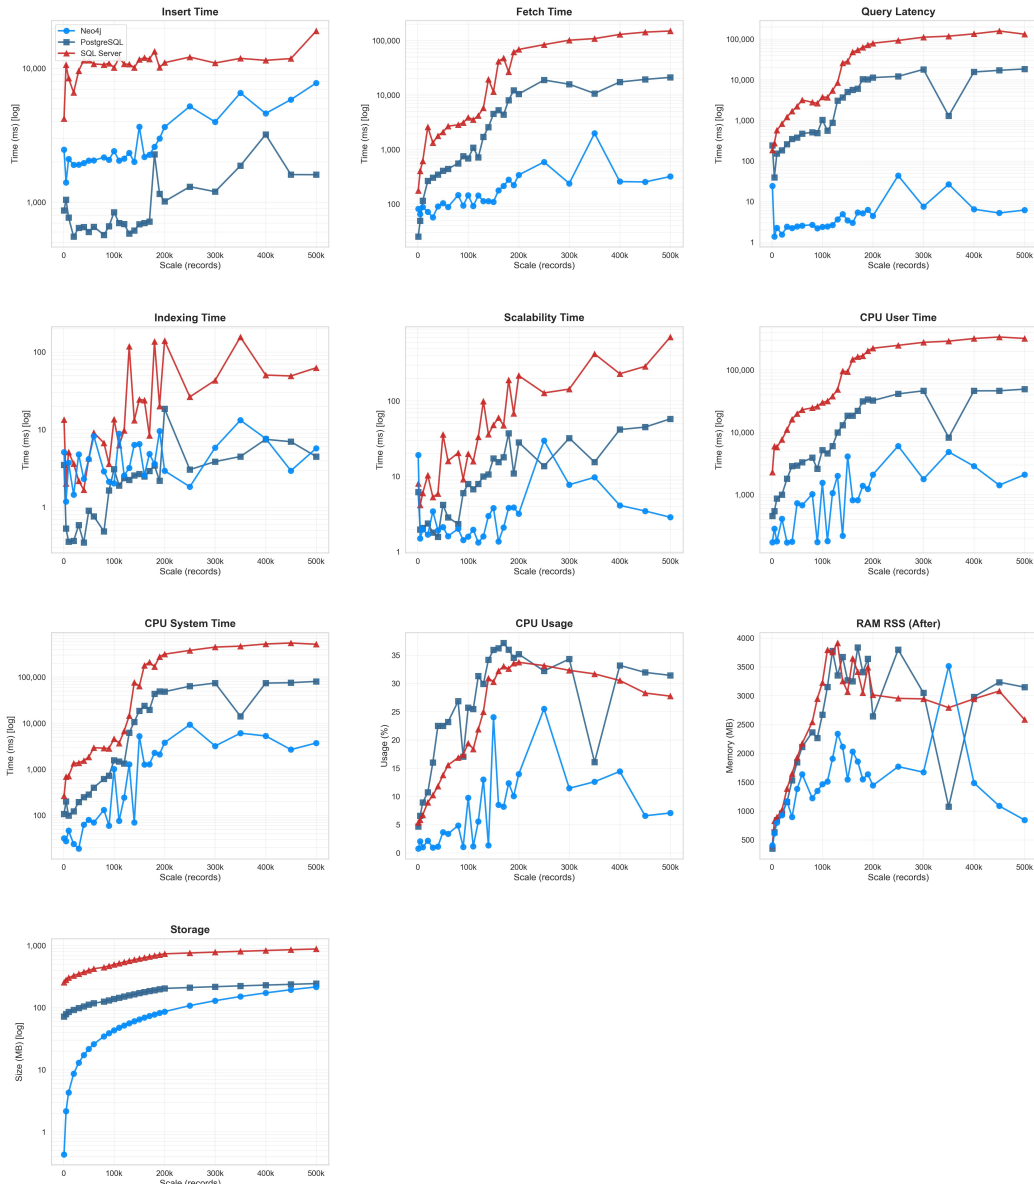 Insert Time
Neo4j
PostgreSQL
SQL Server
10,000
1,000
Time (ms) [log]
0
100k
200k
300k
400k
500k
Scale (records)
Fetch Time
100,000
10,000
1,000
100
Time (ms) [log]
0
100k
200k
300k
400k
500k
Scale (records)
Query Latency
100,000
10,000
1,000
100
10
1
Time (ms) [log]
0
100k
200k
300k
400k
500k
Scale (records)
Indexing Time
100
10
1
Time (ms) [log]
0
100k
200k
300k
400k
500k
Scale (records)
Scalability Time
100
10
1
Time (ms) [log]
0
100k
200k
300k
400k
500k
Scale (records)
CPU User Time
100,000
10,000
1,000
Time (ms) [log]
0
100k
200k
300k
400k
500k
Scale (records)
CPU System Time
100,000
10,000
1,000
100
Time (ms) [log]
0
100k
200k
300k
400k
500k
Scale (records)
CPU Usage
35
30
25
20
15
10
5
0
Usage (%)
0
100k
200k
300k
400k
500k
Scale (records)
RAM RSS (After)
4000
3500
3000
2500
2000
1500
1000
500
Memory (MB)
0
100k
200k
300k
400k
500k
Scale (records)
Storage
1,000
100
10
1
Size (MB) [log]
0
100k
200k
300k
400k
500k
Scale (records)